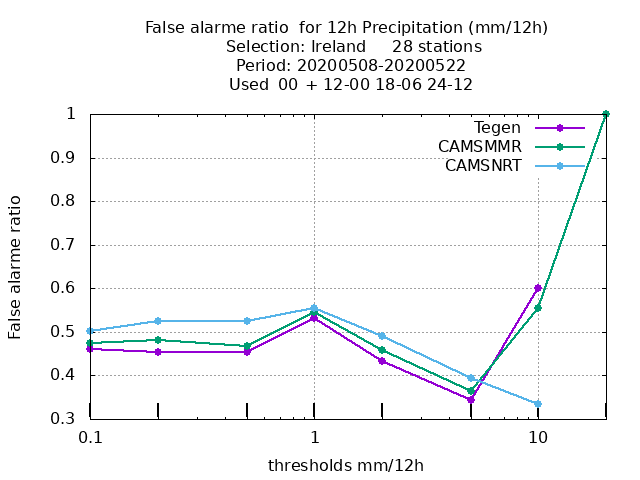 False alarme ratio  for 12h Precipitation (mm/12h)
Selection: Ireland     28 stations
Period: 20200508-20200522
Used  00  + 12-00 18-06 24-12
Tegen
CAMSMMR
CAMSNRT
1
0.9
0.8
0.7
0.6
0.5
0.4
0.3
False alarme ratio
0.1 1 10
thresholds mm/12h